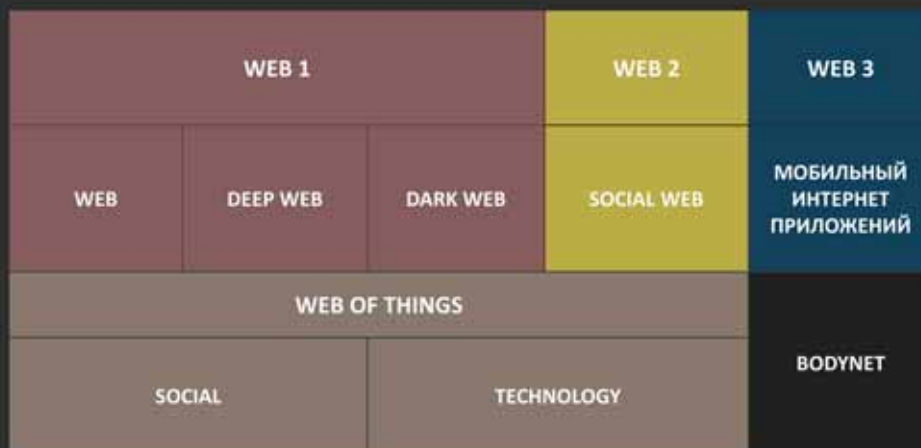 WEB 1
WEB 2
WEB 3
WEB
DEEP WEB
DARK WEB
SOCIAL WEB
МОБИЛЬНЫЙ
ИНТЕРНЕТ
ПРИЛОЖЕНИЙ
WEB OF THINGS
BODYNET
SOCIAL
TECHNOLOGY